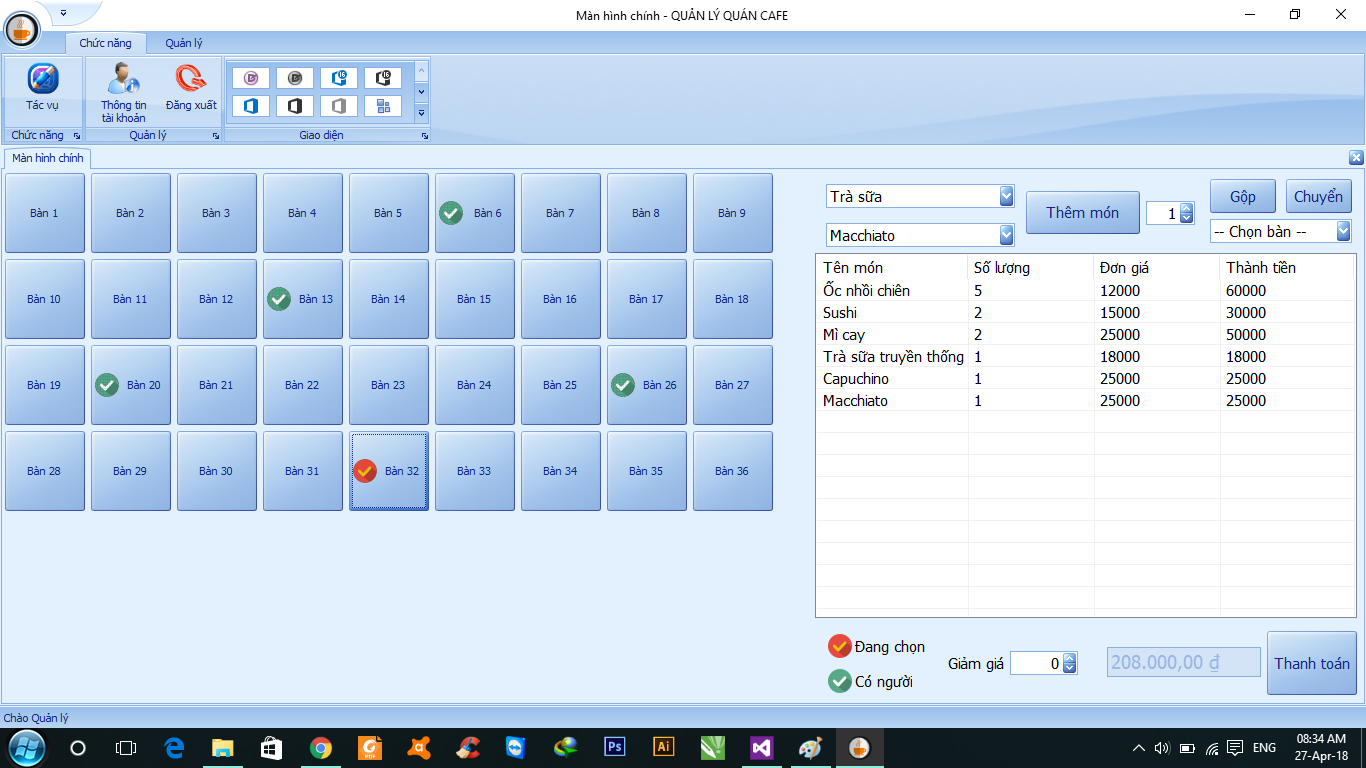 Màn hình chính - QUẢN LÝ QUÁN CAFE
Chức năng Quản lý
Tác vụ Thông tin tài khoản Đăng xuất
Chức năng Quản lý Giao diện
Màn hình chính
Bàn 1 Bàn 2 Bàn 3 Bàn 4 Bàn 5 Bàn 6 Bàn 7 Bàn 8 Bàn 9
Bàn 10 Bàn 11 Bàn 12 Bàn 13 Bàn 14 Bàn 15 Bàn 16 Bàn 17 Bàn 18
Bàn 19 Bàn 20 Bàn 21 Bàn 22 Bàn 23 Bàn 24 Bàn 25 Bàn 26 Bàn 27
Bàn 28 Bàn 29 Bàn 30 Bàn 31 Bàn 32 Bàn 33 Bàn 34 Bàn 35 Bàn 36
Trà sữa
Macchiato
Thêm món 1
Gộp Chuyển
-- Chọn bàn --
Tên món Số lượng Đơn giá Thành tiền
Ốc nhồi chiên 5 12000 60000
Sushi 2 15000 30000
Mì cay 2 25000 50000
Trà sữa truyền thống 1 18000 18000
Capuchino 1 25000 25000
Macchiato 1 25000 25000
Đang chọn
Có người
Giảm giá 0 208.000,00 ₫ Thanh toán
Chào Quản lý
Ps Ai
ENG
08:34 AM
27-Apr-18